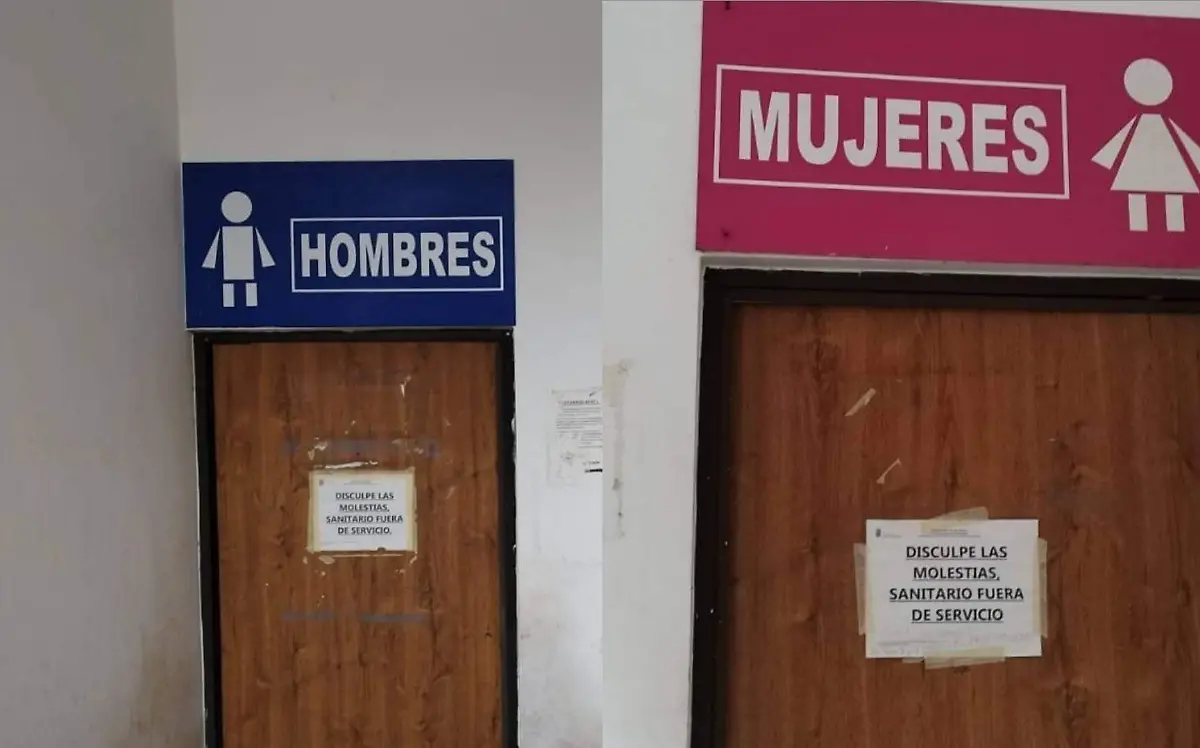 HOMBRES
DISCULPE LAS
MOLESTIAS,
SANITARIO FUERA
DE SERVICIO.
MUJERES
DISCULPE LAS
MOLESTIAS,
SANITARIO FUERA
DE SERVICIO